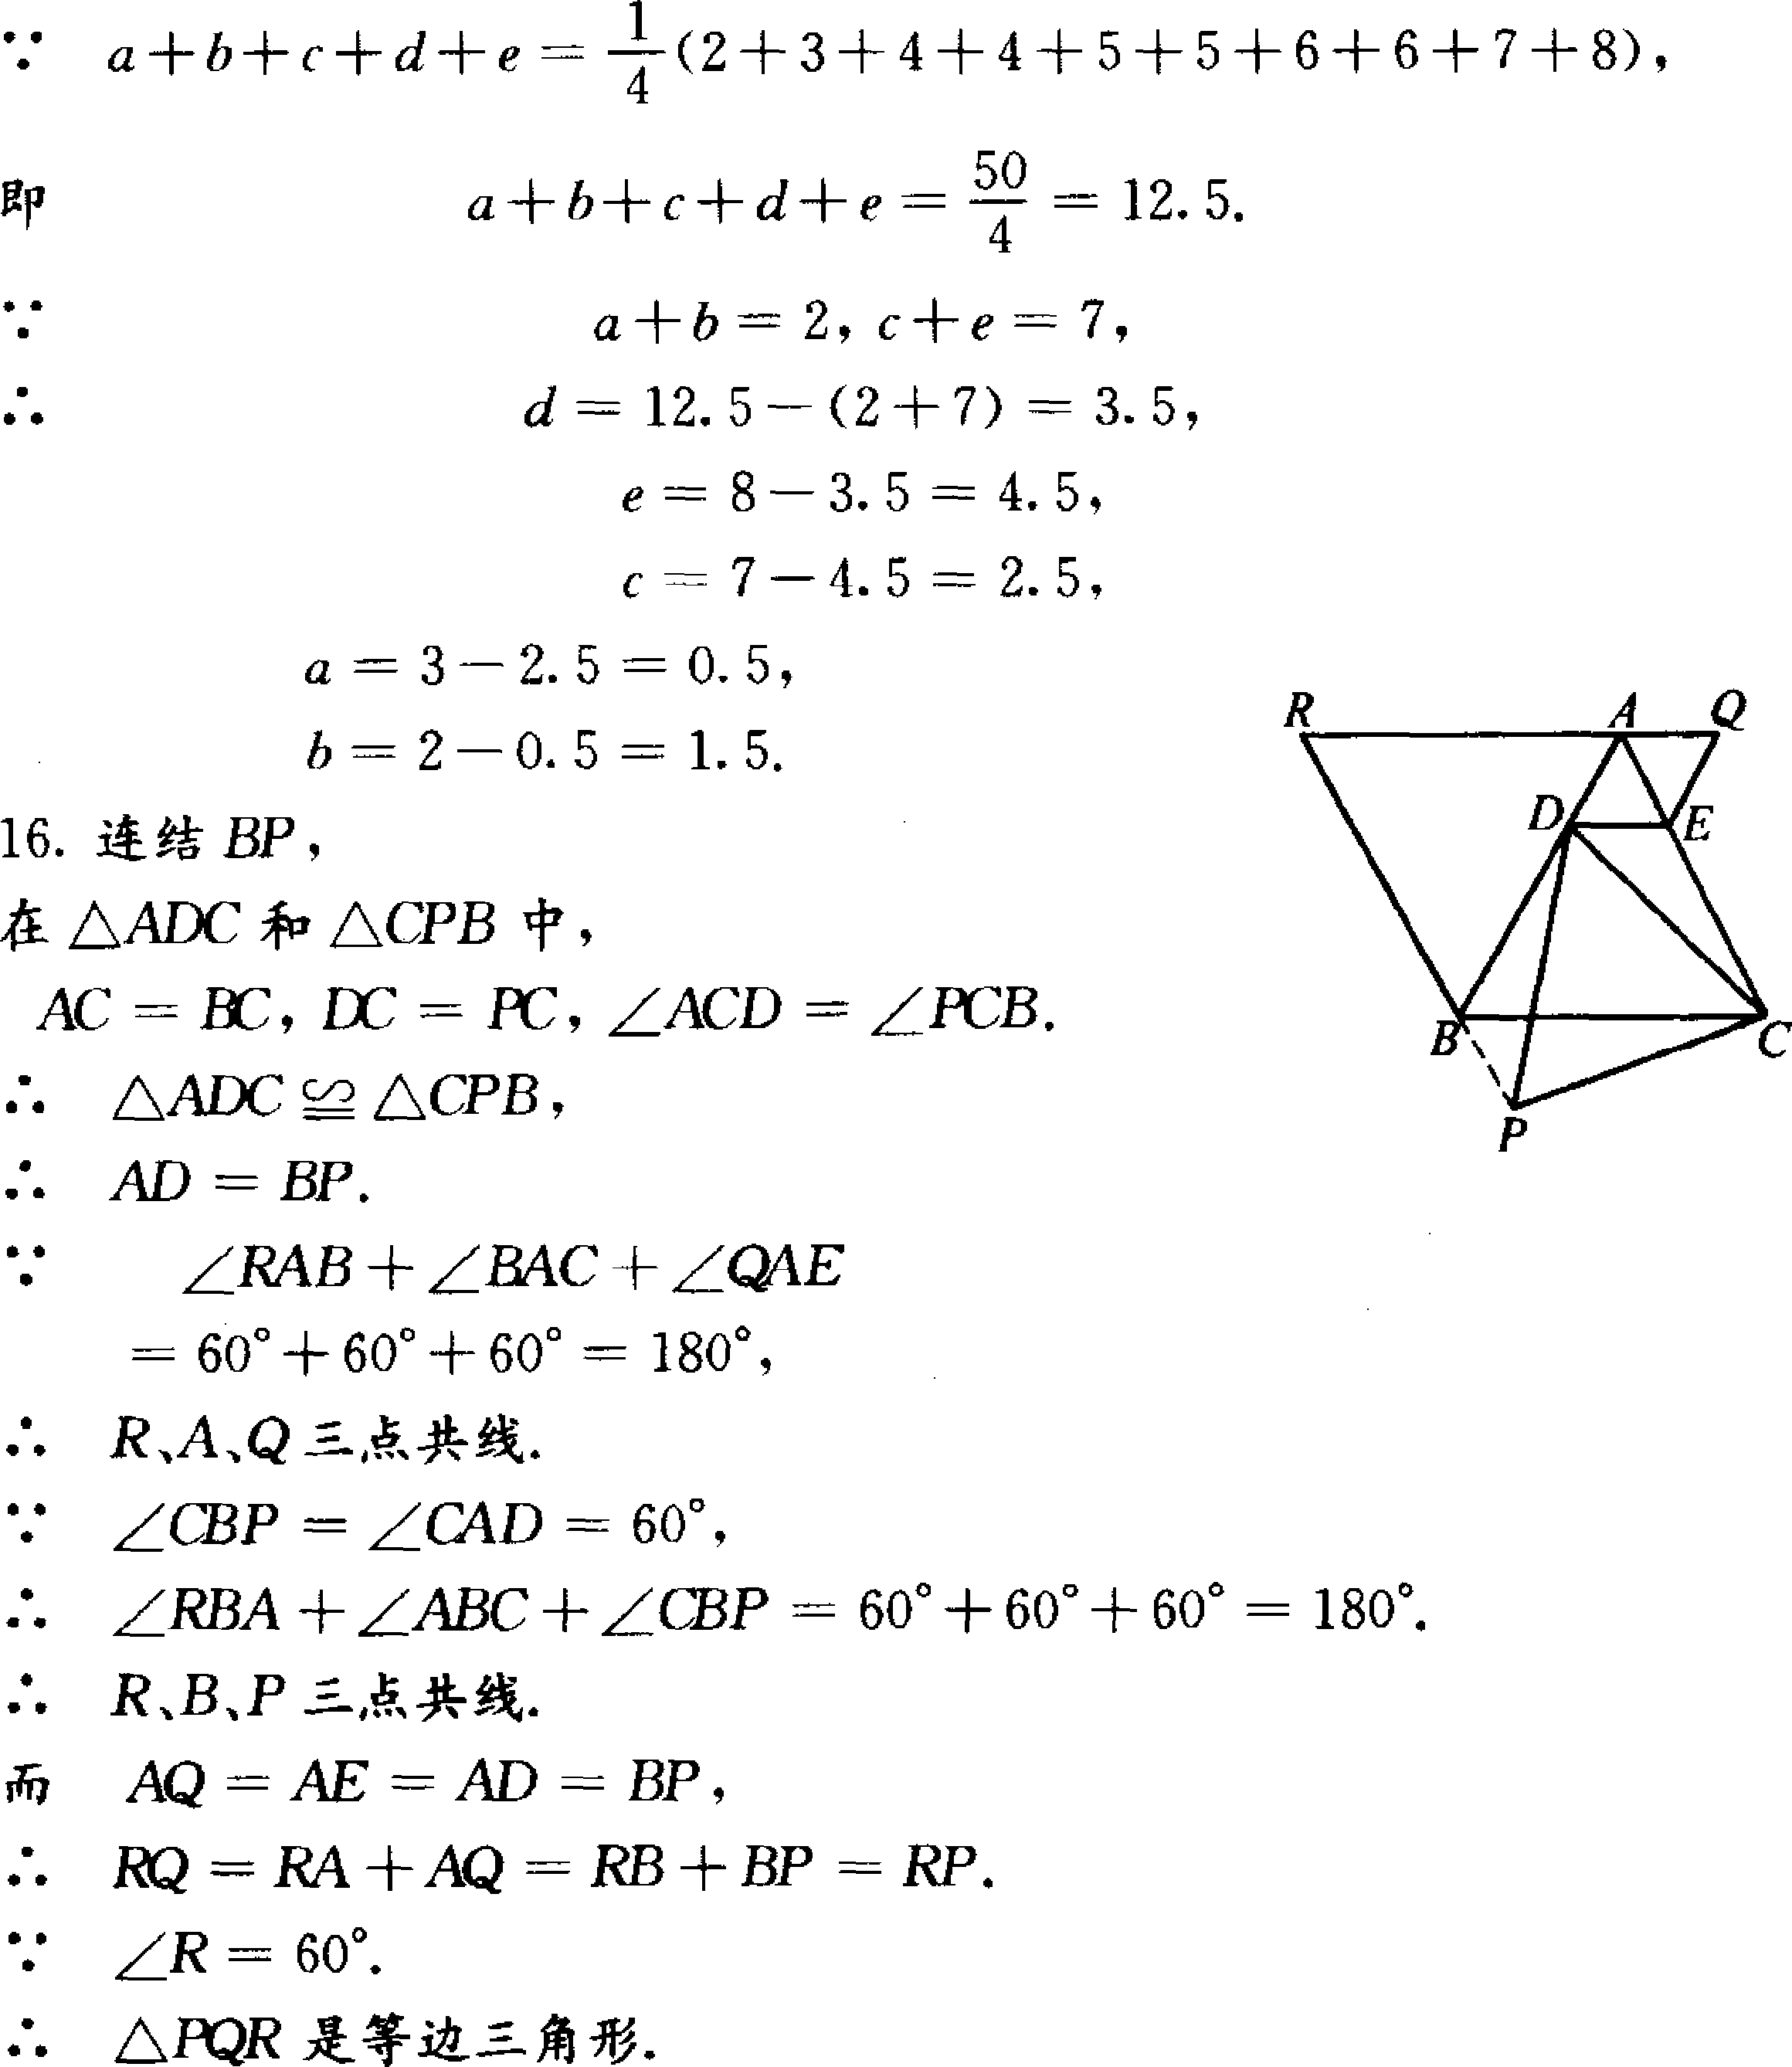 ∵ a+b+c+d+e = 1/4(2+3+4+4+5+5+6+6+7+8),
即 a+b+c+d+e = 50/4 = 12.5.
∵ a+b = 2, c+e = 7,
∴ d = 12.5-(2+7) = 3.5,
e = 8-3.5 = 4.5,
c = 7-4.5 = 2.5,
a = 3-2.5 = 0.5,
b = 2-0.5 = 1.5.
R A Q
D E
B C
P
16. 连结 BP,
在 △ADC 和 △CPB 中,
AC = BC, DC = PC, ∠ACD = ∠PCB.
∴ △ADC ≌ △CPB,
∴ AD = BP.
∵ ∠RAB+∠BAC+∠QAE
= 60°+60°+60° = 180°,
∴ R、A、Q 三点共线.
∵ ∠CBP = ∠CAD = 60°,
∴ ∠RBA+∠ABC+∠CBP = 60°+60°+60° = 180°.
∴ R、B、P 三点共线.
而 AQ = AE = AD = BP,
∴ RQ = RA+AQ = RB+BP = RP.
∵ ∠R = 60°.
∴ △PQR 是等边三角形.